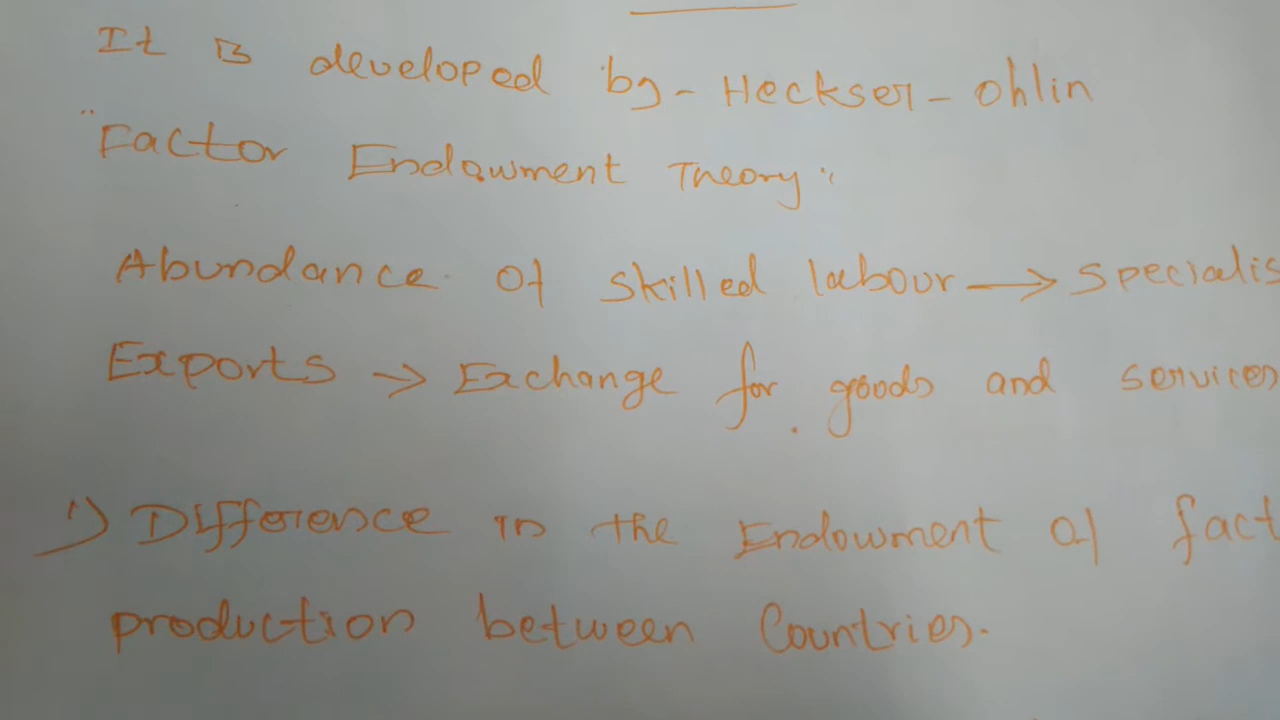 It is developed by - Heckser - ohlin
"Factor Endowment Theory"
Abundance of skilled labour → specialis
Exports → Exchange for goods and services
1) Difference in the Endowment of fact
production between Countries.